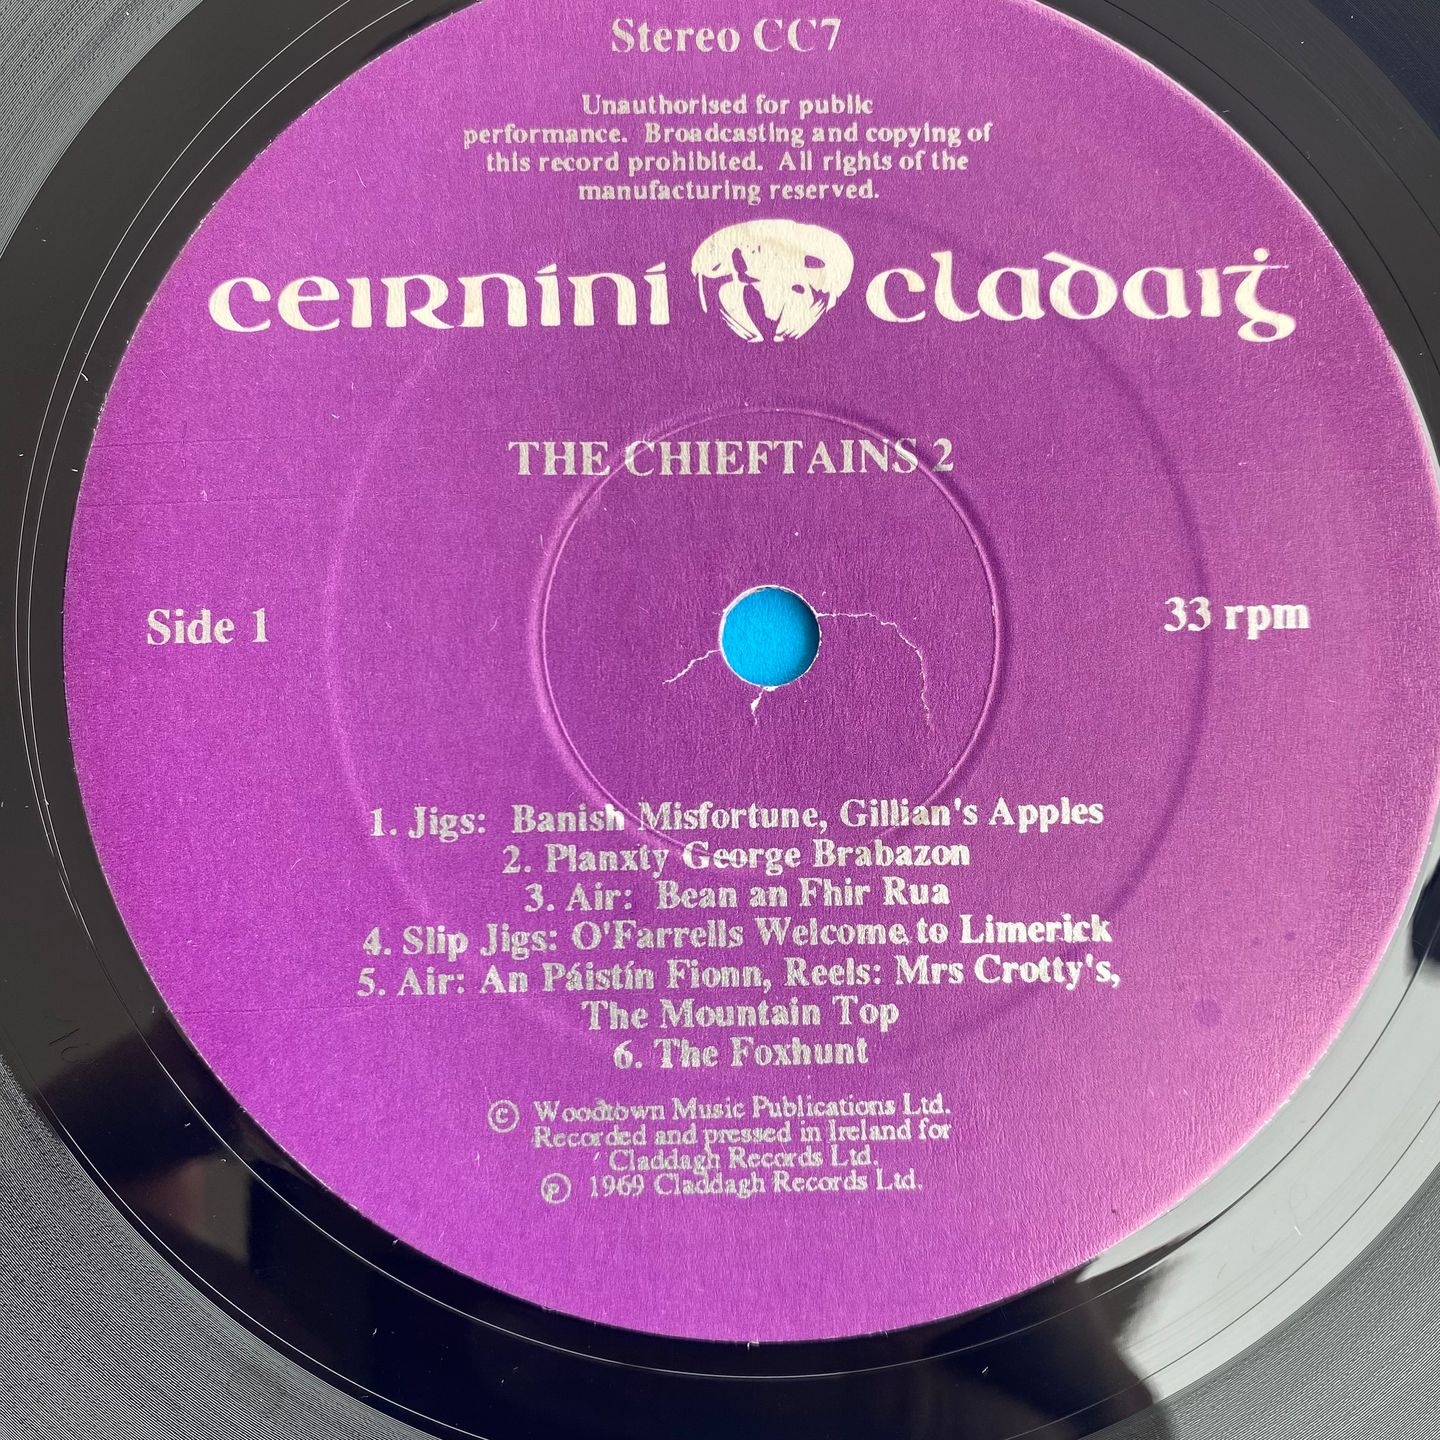 Stereo CC7
Unauthorised for public
performance. Broadcasting and copying of
this record prohibited. All rights of the
manufacturing reserved.
ceirníní cladaiġ
THE CHIEFTAINS 2
Side 1
33 rpm
1. Jigs: Banish Misfortune, Gillian's Apples
2. Planxty George Brabazon
3. Air: Bean an Fhir Rua
4. Slip Jigs: O'Farrells Welcome to Limerick
5. Air: An Páistín Fionn, Reels: Mrs Crotty's,
The Mountain Top
6. The Foxhunt
© Woodtown Music Publications Ltd.
Recorded and pressed in Ireland for
Claddagh Records Ltd.
℗ 1969 Claddagh Records Ltd.